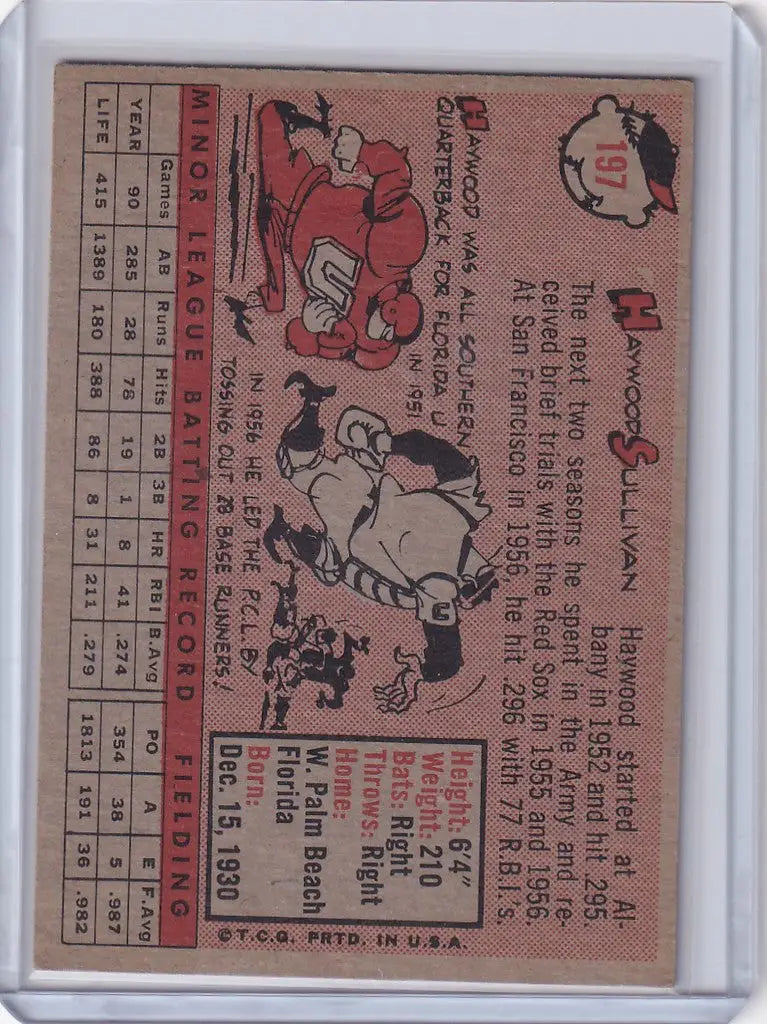 197
HAYWOOD SULLIVAN
Haywood started at Al-
bany in 1952 and hit .295.
The next two seasons he spent in the Army and re-
ceived brief trials with the Red Sox in 1955 and 1956.
At San Francisco in 1956, he hit .296 with 77 R.B.I.'s.
HAYWOOD WAS ALL SOUTHERN
QUARTERBACK FOR FLORIDA U
IN 1951
U
IN 1956 HE LED THE P.C.L. BY
TOSSING OUT 28 BASE RUNNERS!
Height: 6'4"
Weight: 210
Bats: Right
Throws: Right
Home:
W. Palm Beach
Florida
Born:
Dec. 15, 1930
©T.C.G. PRTD. IN U.S.A.
MINOR LEAGUE BATTING RECORD FIELDING
Games AB Runs Hits 2B 3B HR RBI B.Avg PO A E F.Avg
YEAR 90 285 28 78 19 1 8 41 .274 354 38 5 .987
LIFE 415 1389 180 388 86 8 31 211 .279 1813 191 36 .982